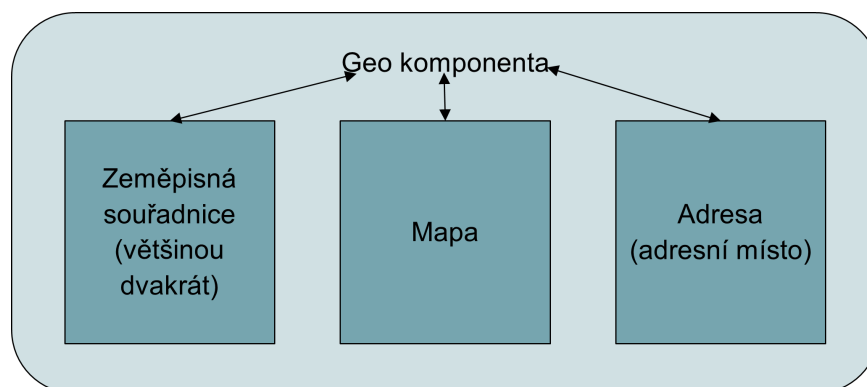 Geo komponenta
Zeměpisná
souřadnice
(většinou
dvakrát)
Mapa
Adresa
(adresní místo)